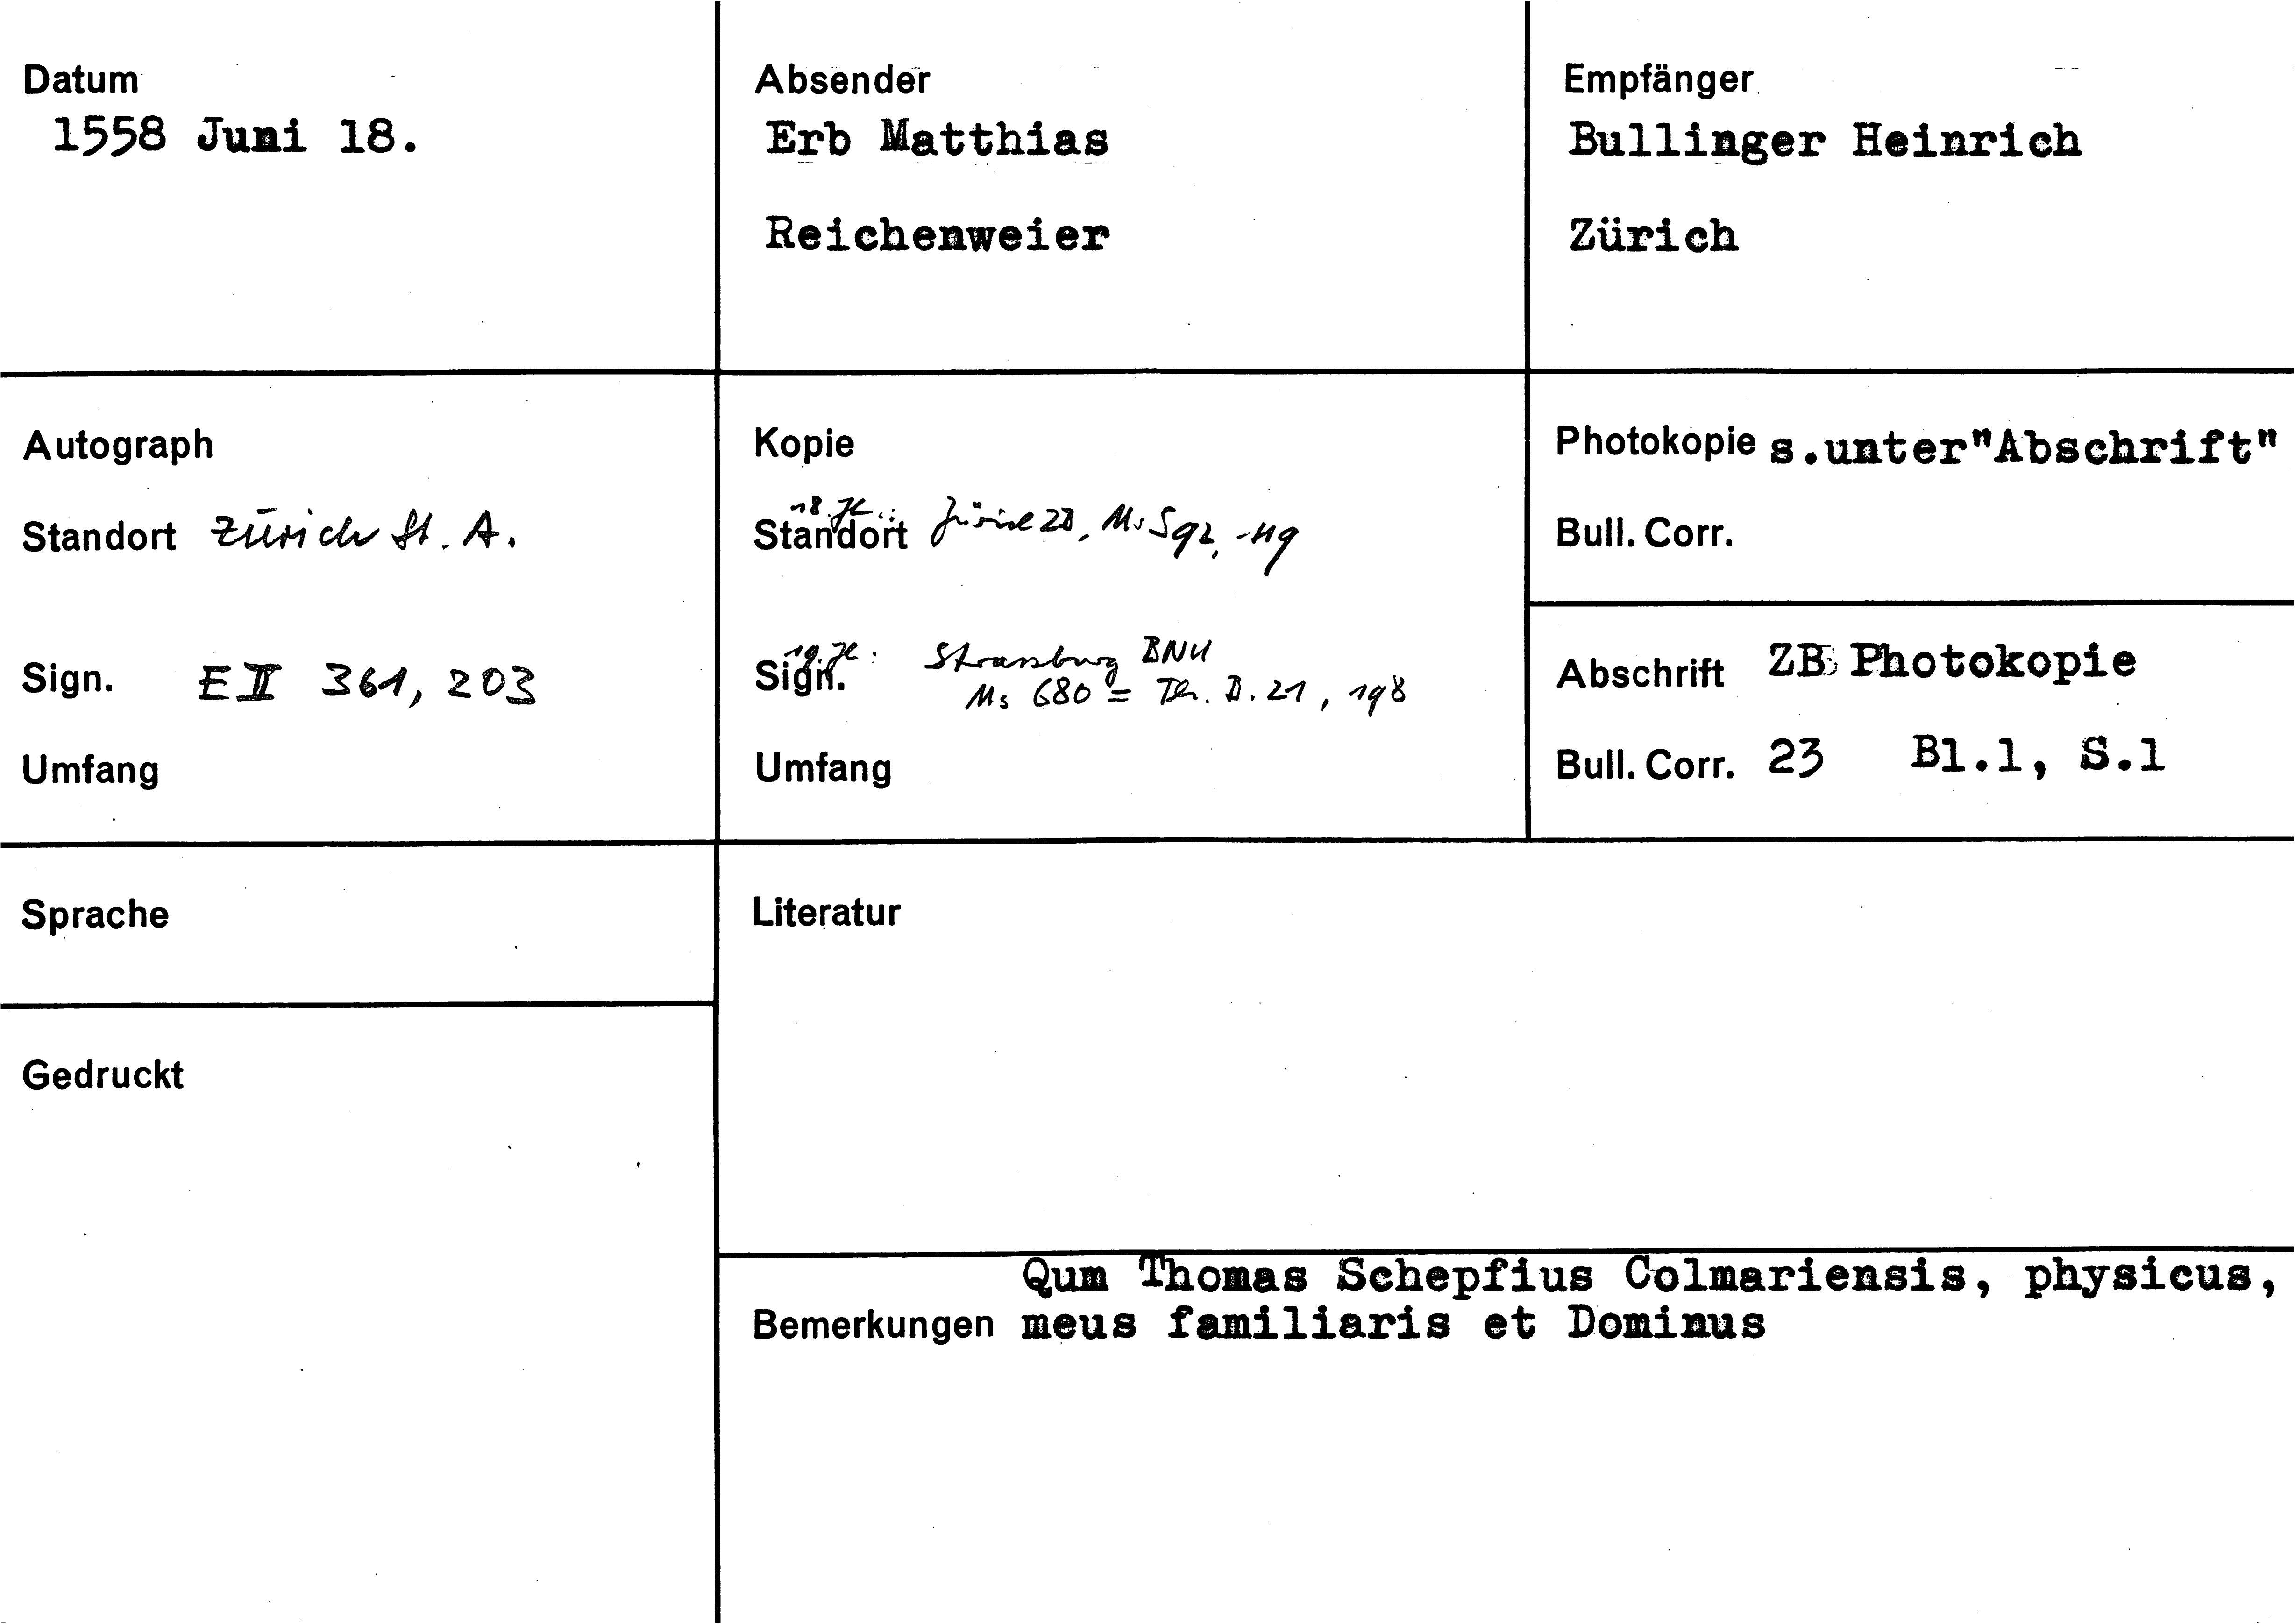 Datum
1558 Juni 18.
Absender
Erb Matthias
Reichenweier
Empfänger
Bullinger Heinrich
Zürich
Autograph
Standort Zürich St. A.
Sign. E II 361, 203
Umfang
Kopie
18. Jh.:
Standort Zürich ZB, Ms S 92, 119
19. Jh:
Sign. Strassburg BNU
Ms 680 = Th. B. 21, 198
Umfang
Photokopie s.unter"Abschrift"
Bull. Corr.
Abschrift ZB Photokopie
Bull. Corr. 23 Bl.1, S.1
Sprache
Gedruckt
Literatur
Qum Thomas Schepfius Colmariensis, physicus,
Bemerkungen meus familiaris et Dominus